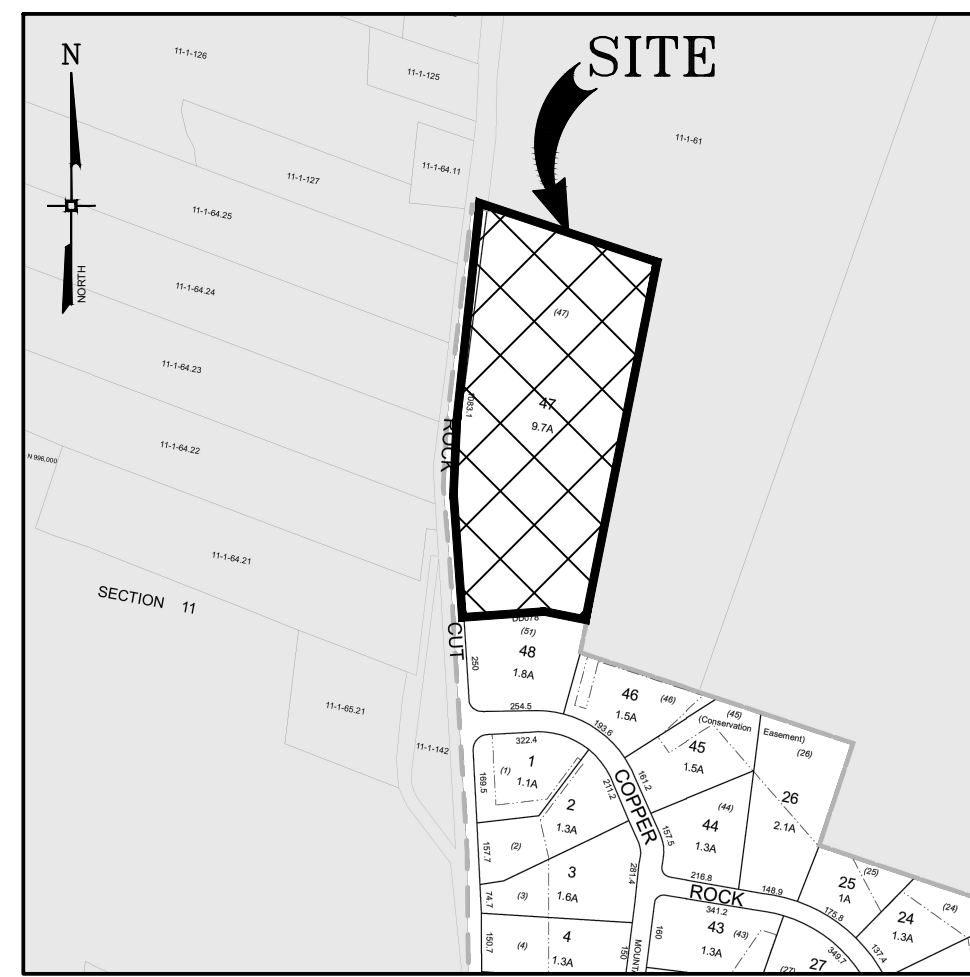 N
NORTH
SITE
11-1-126
11-1-125
11-1-61
11-1-64.11
11-1-127
11-1-64.25
11-1-64.24
11-1-64.23
11-1-64.22
N 996,000
11-1-64.21
SECTION 11
11-1-65.21
11-1-142
(47)
47
9.7A
1083.1
ROCK
CUT
(51)
48
1.8A
250
254.5
46
(46)
1.5A
193.6
(45)
(Conservation
Easement)
45
1.5A
(26)
26
2.1A
322.4
1
(1)
1.1A
169.5
2
1.3A
211.2
161.2
COPPER
157.5
(44)
44
1.3A
(2)
157.7
3
1.6A
(3)
74.7
281.4
216.8
148.9
ROCK
341.2
25
(25)
1A
175.8
24
(24)
1.3A
137.4
4
(4)
1.3A
150.7
150
160
43
(43)
1.3A
349.7
27
(27)